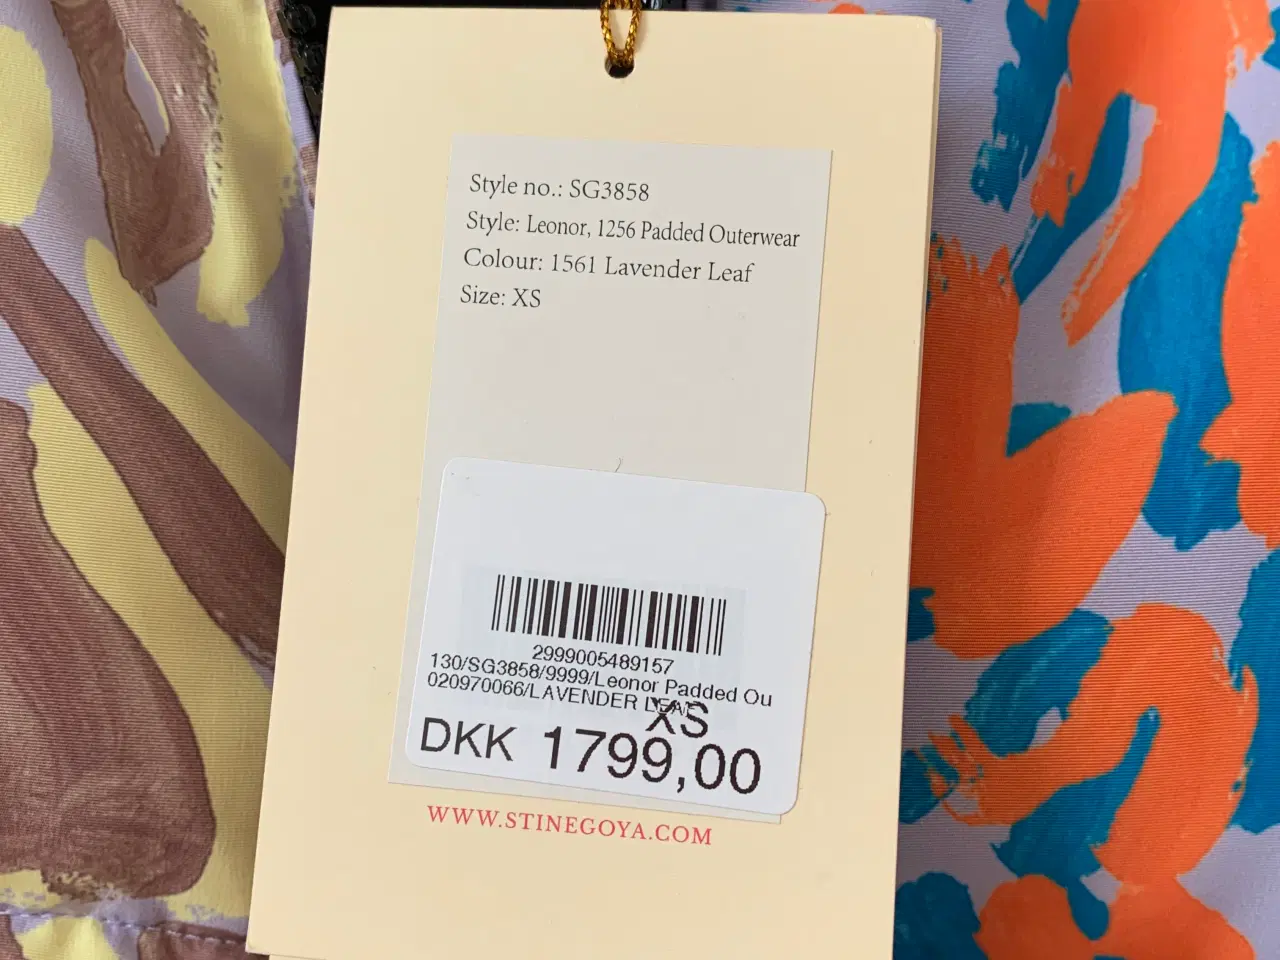 Style no.: SG3858
Style: Leonor, 1256 Padded Outerwear
Colour: 1561 Lavender Leaf
Size: XS
2999005489157
130/SG3858/9999/Leonor Padded Ou
020970066/LAVENDER LEAF
XS
DKK 1799,00
WWW.STINEGOYA.COM